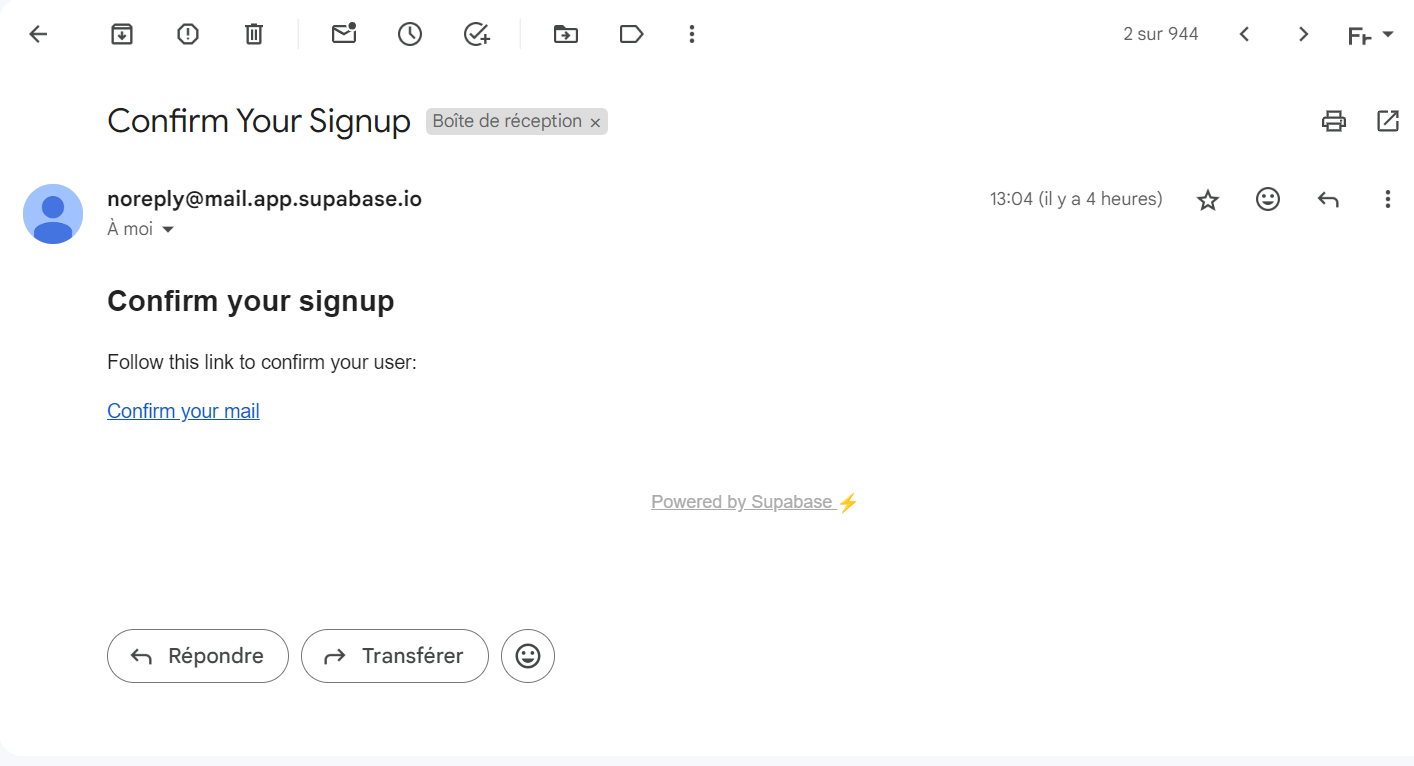 2 sur 944
Confirm Your Signup Boîte de réception ×
noreply@mail.app.supabase.io 13:04 (il y a 4 heures)
À moi
Confirm your signup
Follow this link to confirm your user:
Confirm your mail
Powered by Supabase ⚡
Répondre Transférer